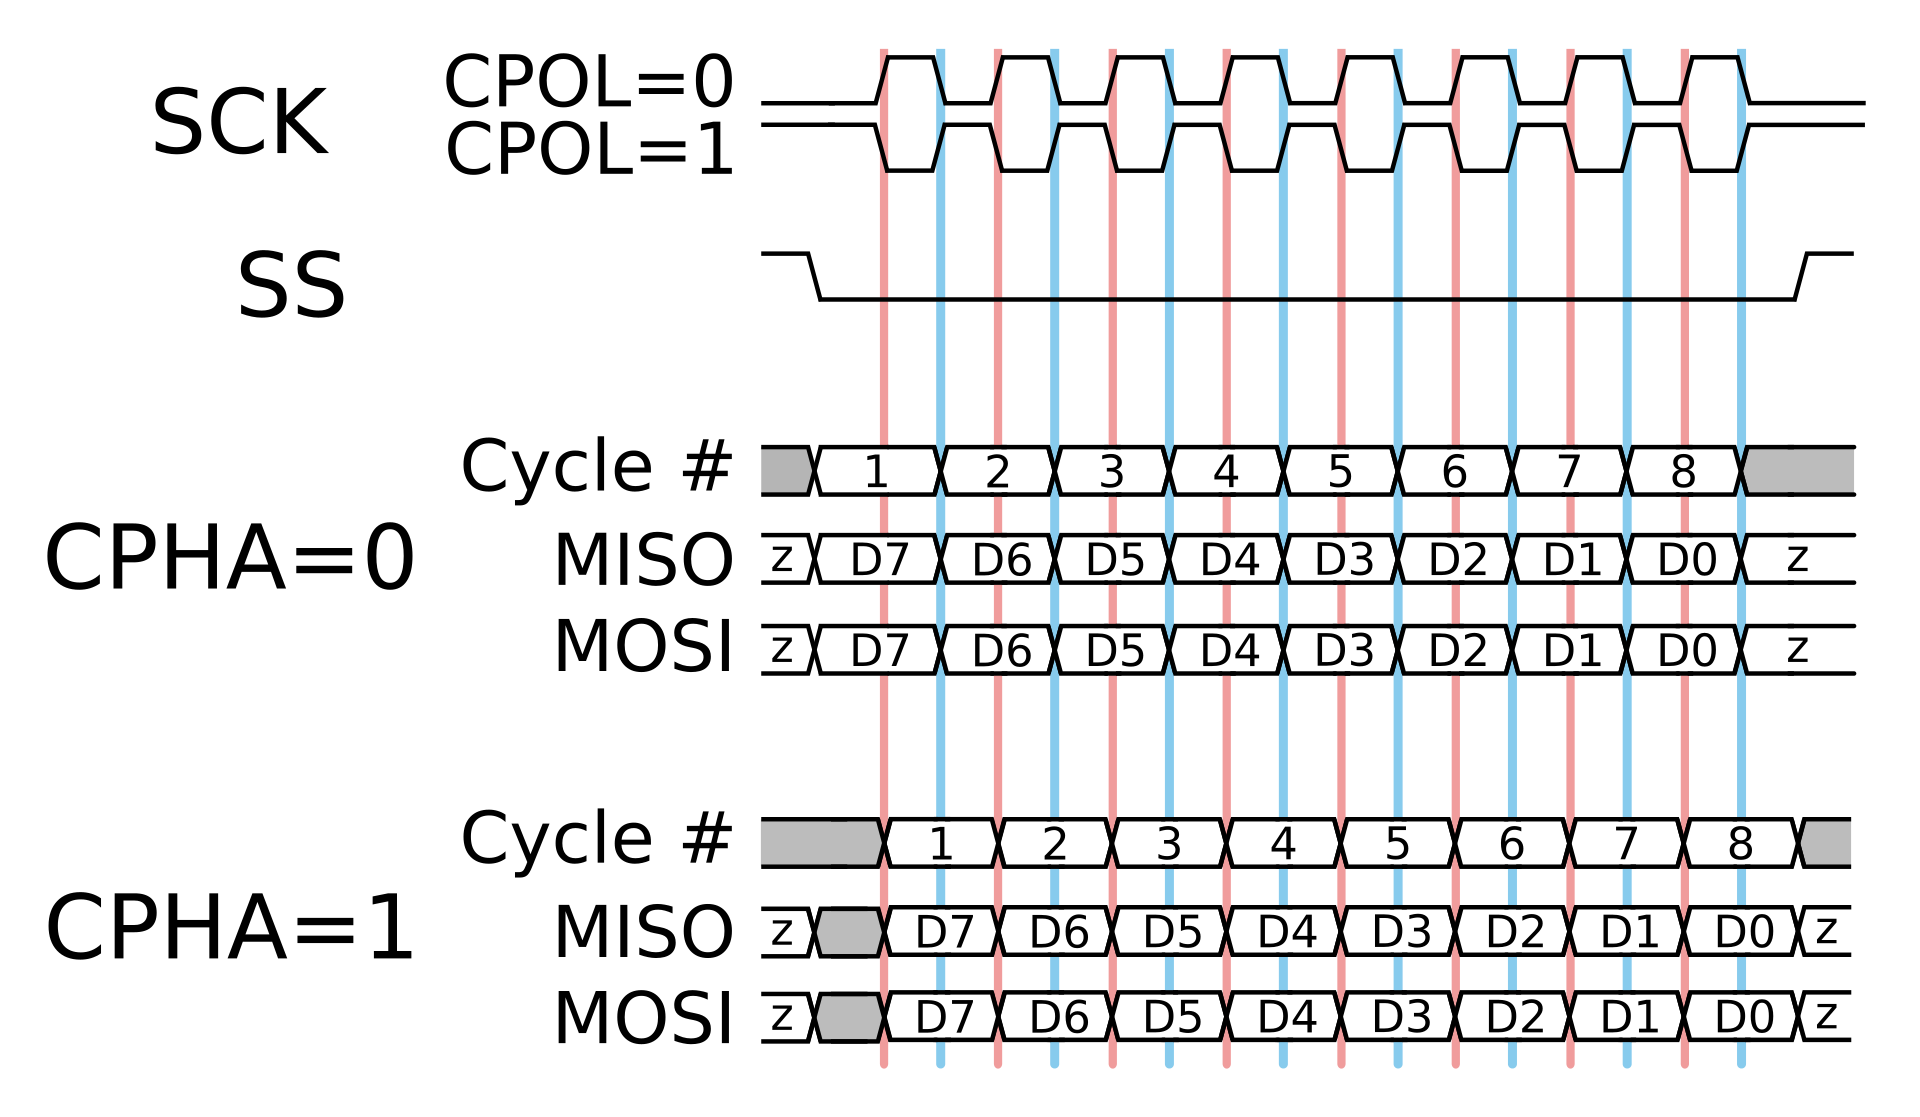 SCK CPOL=0
CPOL=1
SS
Cycle # 1 2 3 4 5 6 7 8
CPHA=0 MISO z D7 D6 D5 D4 D3 D2 D1 D0 z
MOSI z D7 D6 D5 D4 D3 D2 D1 D0 z
Cycle # 1 2 3 4 5 6 7 8
CPHA=1 MISO z D7 D6 D5 D4 D3 D2 D1 D0 z
MOSI z D7 D6 D5 D4 D3 D2 D1 D0 z